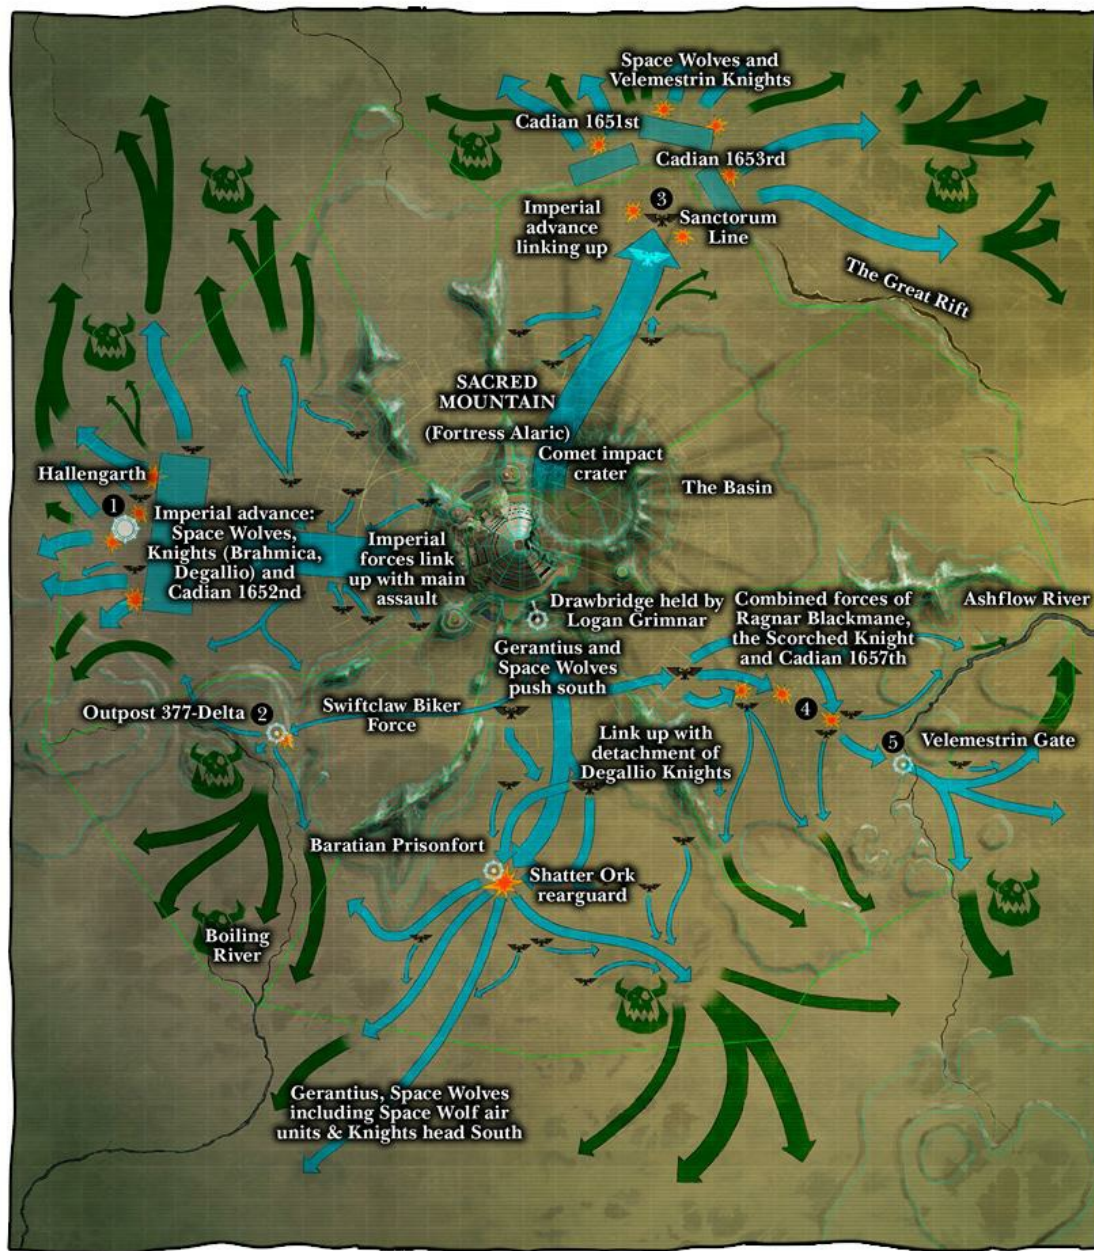 Space Wolves and
Velemestrin Knights
Cadian 1651st
Cadian 1653rd
3
Imperial
advance
linking up
Sanctorum
Line
The Great Rift
SACRED
MOUNTAIN
(Fortress Alaric)
Comet impact
crater
The Basin
Hallengarth
1
Imperial advance:
Space Wolves,
Knights (Brahmica,
Degallio) and
Cadian 1652nd
Imperial
forces link
up with main
assault
Drawbridge held by
Logan Grimnar
Combined forces of
Ragnar Blackmane,
the Scorched Knight
and Cadian 1657th
Ashflow River
Gerantius and
Space Wolves
push south
Outpost 377-Delta
2
Swiftclaw Biker
Force
4
5
Velemestrin Gate
Link up with
detachment of
Degallio Knights
Baratian Prisonfort
Shatter Ork
rearguard
Boiling
River
Gerantius, Space Wolves
including Space Wolf air
units & Knights head South